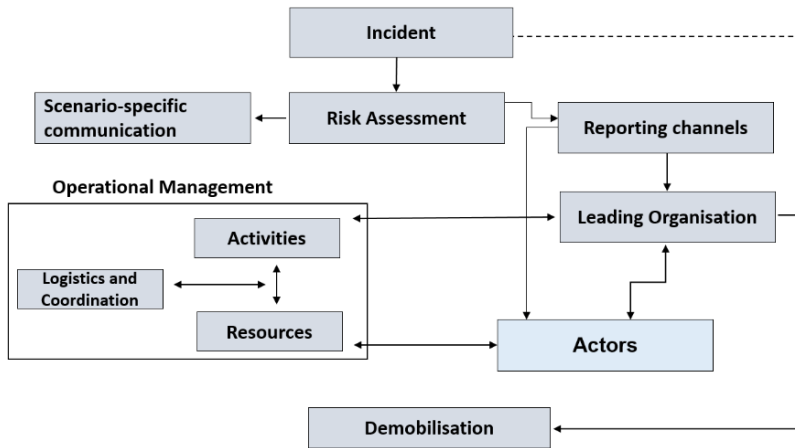 Incident
Scenario-specific
communication
Risk Assessment
Reporting channels
Operational Management
Activities
Leading Organisation
Logistics and
Coordination
Resources
Actors
Demobilisation